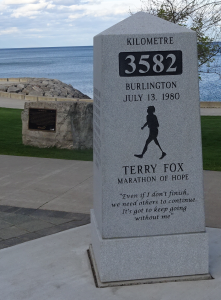 KILOMETRE
3582
BURLINGTON
JULY 13, 1980
TERRY FOX
MARATHON OF HOPE
"Even if I don't finish,
we need others to continue.
It's got to keep going
without me"